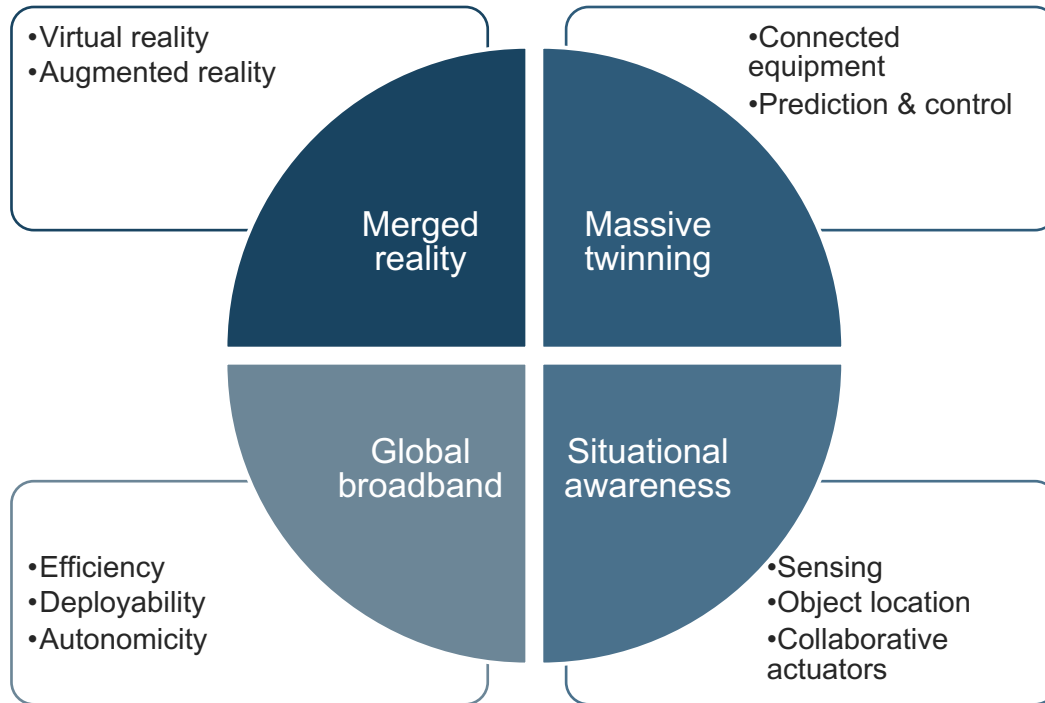 •Virtual reality
•Augmented reality
•Connected
equipment
•Prediction & control
Merged
reality
Massive
twinning
Global
broadband
Situational
awareness
•Efficiency
•Deployability
•Autonomicity
•Sensing
•Object location
•Collaborative
actuators